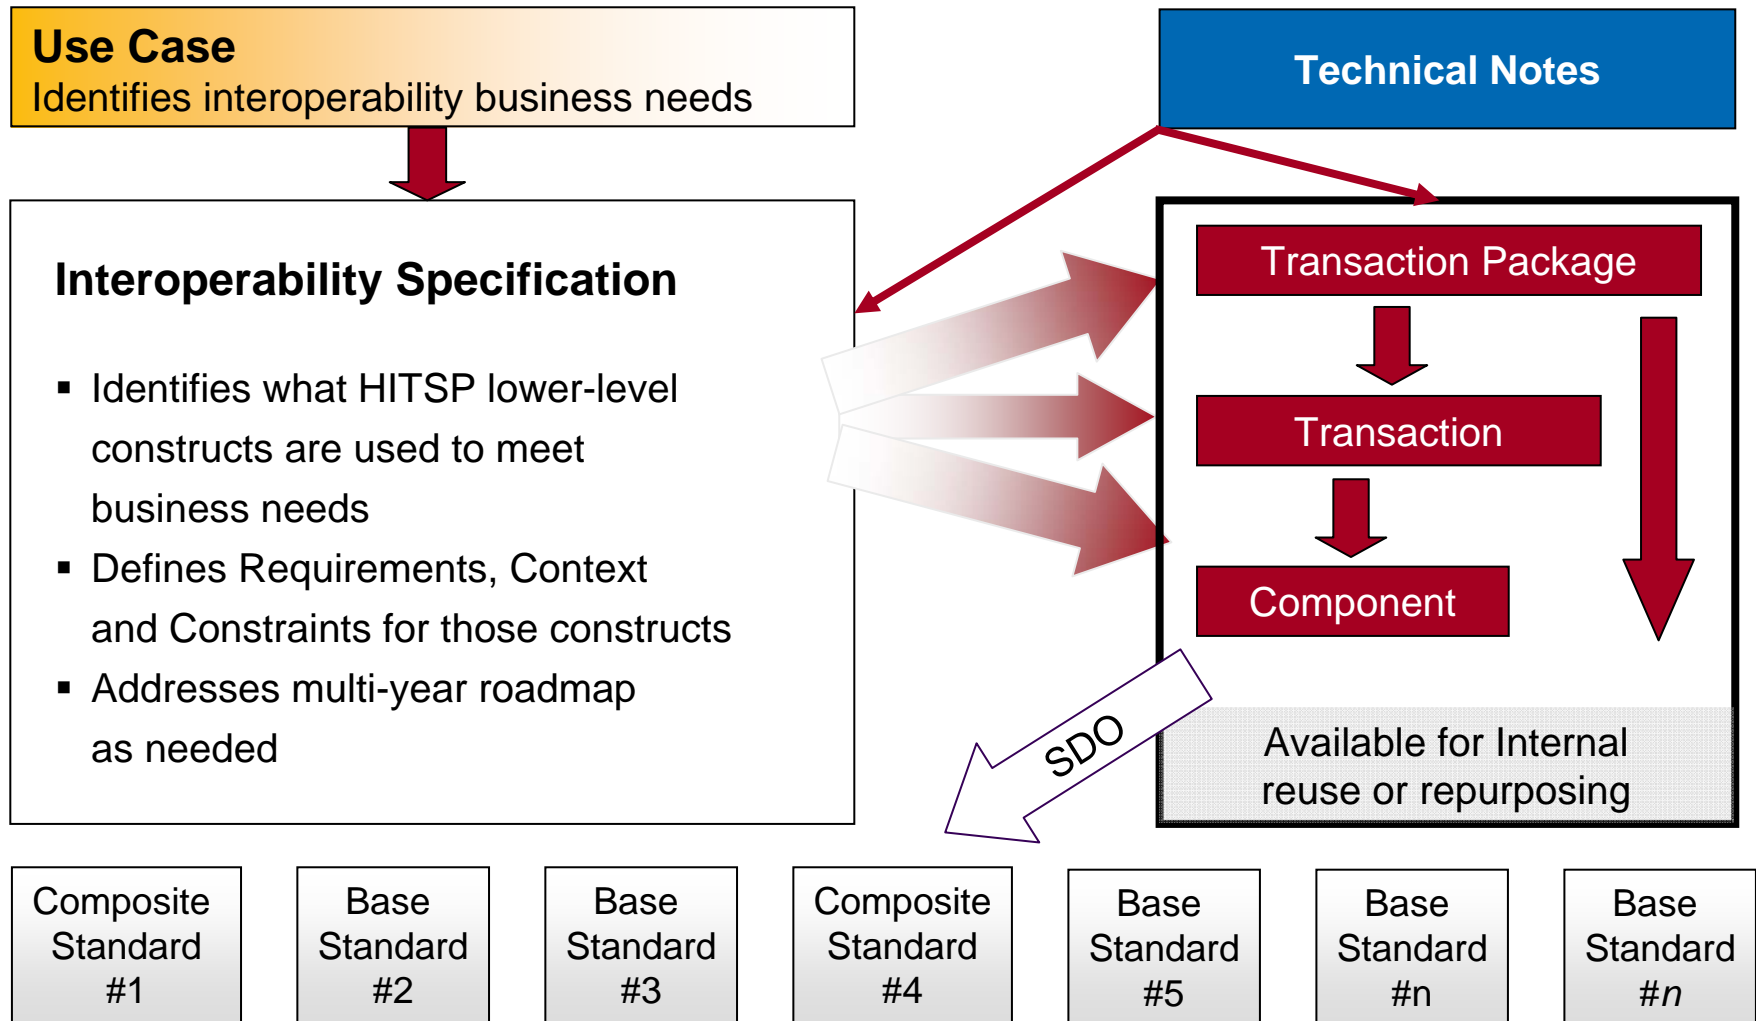 Use Case
Identifies interoperability business needs
Technical Notes
Interoperability Specification
▪ Identifies what HITSP lower-level
constructs are used to meet
business needs
▪ Defines Requirements, Context
and Constraints for those constructs
▪ Addresses multi-year roadmap
as needed
Transaction Package
Transaction
Component
Available for Internal
reuse or repurposing
SDO
Composite
Standard
#1
Base
Standard
#2
Base
Standard
#3
Composite
Standard
#4
Base
Standard
#5
Base
Standard
#n
Base
Standard
#n